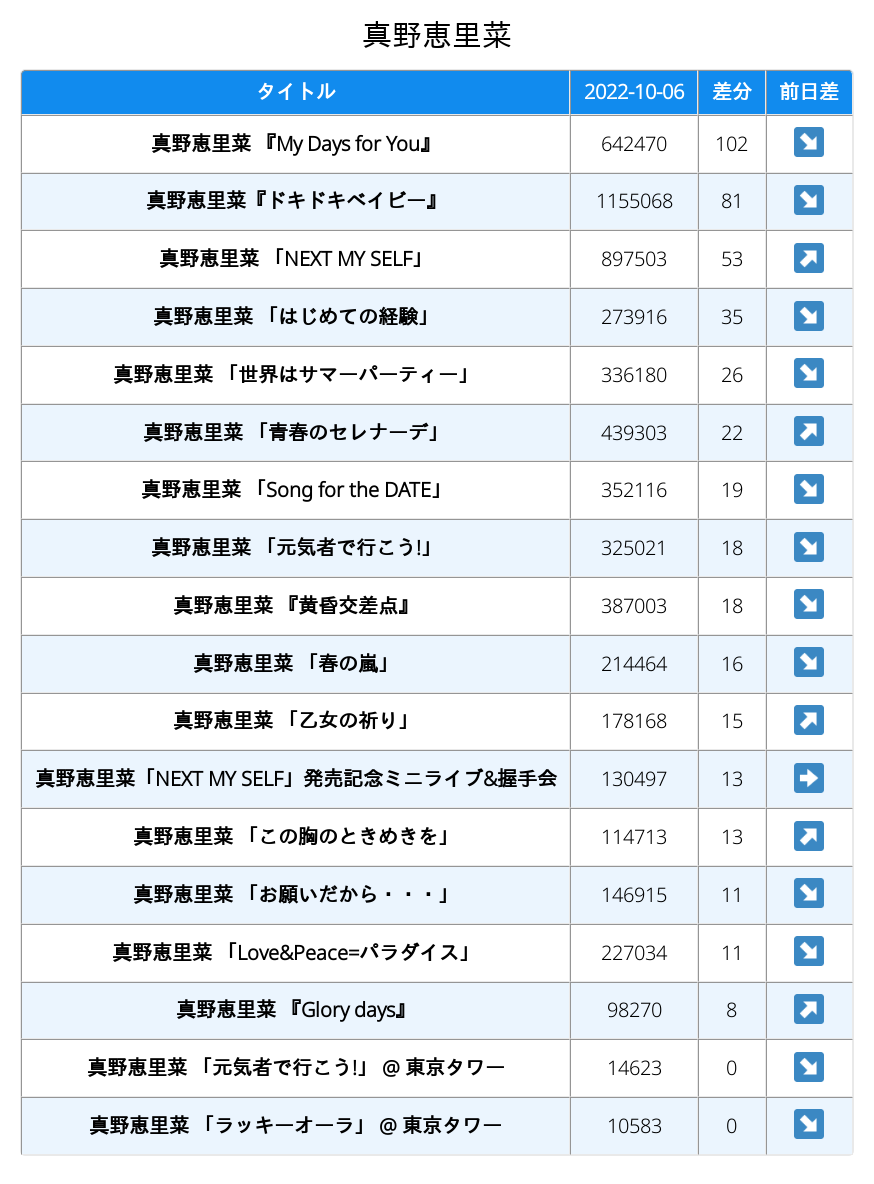 真野恵里菜
タイトル 2022-10-06 差分 前日差
真野恵里菜 『My Days for You』 642470 102 ↘
真野恵里菜『ドキドキベイビー』 1155068 81 ↘
真野恵里菜 「NEXT MY SELF」 897503 53 ↗
真野恵里菜 「はじめての経験」 273916 35 ↘
真野恵里菜 「世界はサマーパーティー」 336180 26 ↘
真野恵里菜 「青春のセレナーデ」 439303 22 ↗
真野恵里菜 「Song for the DATE」 352116 19 ↘
真野恵里菜 「元気者で行こう!」 325021 18 ↘
真野恵里菜 『黄昏交差点』 387003 18 ↘
真野恵里菜 「春の嵐」 214464 16 ↘
真野恵里菜 「乙女の祈り」 178168 15 ↗
真野恵里菜「NEXT MY SELF」発売記念ミニライブ&握手会 130497 13 ➡
真野恵里菜 「この胸のときめきを」 114713 13 ↗
真野恵里菜 「お願いだから・・・」 146915 11 ↘
真野恵里菜 「Love&Peace=パラダイス」 227034 11 ↘
真野恵里菜 『Glory days』 98270 8 ↗
真野恵里菜 「元気者で行こう!」 @ 東京タワー 14623 0 ↘
真野恵里菜 「ラッキーオーラ」 @ 東京タワー 10583 0 ↘